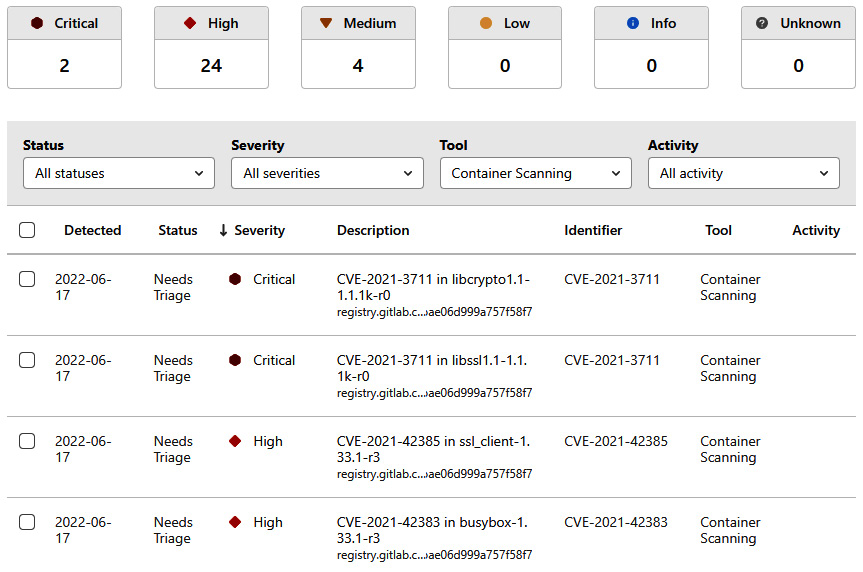 Critical High Medium Low Info Unknown
2 24 4 0 0 0
Status Severity Tool Activity
All statuses All severities Container Scanning All activity
Detected Status ↓ Severity Description Identifier Tool Activity
2022-06- Needs Critical CVE-2021-3711 in libcrypto1.1- CVE-2021-3711 Container
17 Triage 1.1.1k-r0 Scanning
registry.gitlab.c…ae06d999a757f58f7
2022-06- Needs Critical CVE-2021-3711 in libssl1.1-1.1. CVE-2021-3711 Container
17 Triage 1k-r0 Scanning
registry.gitlab.c…ae06d999a757f58f7
2022-06- Needs High CVE-2021-42385 in ssl_client-1. CVE-2021-42385 Container
17 Triage 33.1-r3 Scanning
registry.gitlab.c…ae06d999a757f58f7
2022-06- Needs High CVE-2021-42383 in busybox-1. CVE-2021-42383 Container
17 Triage 33.1-r3 Scanning
registry.gitlab.c…ae06d999a757f58f7